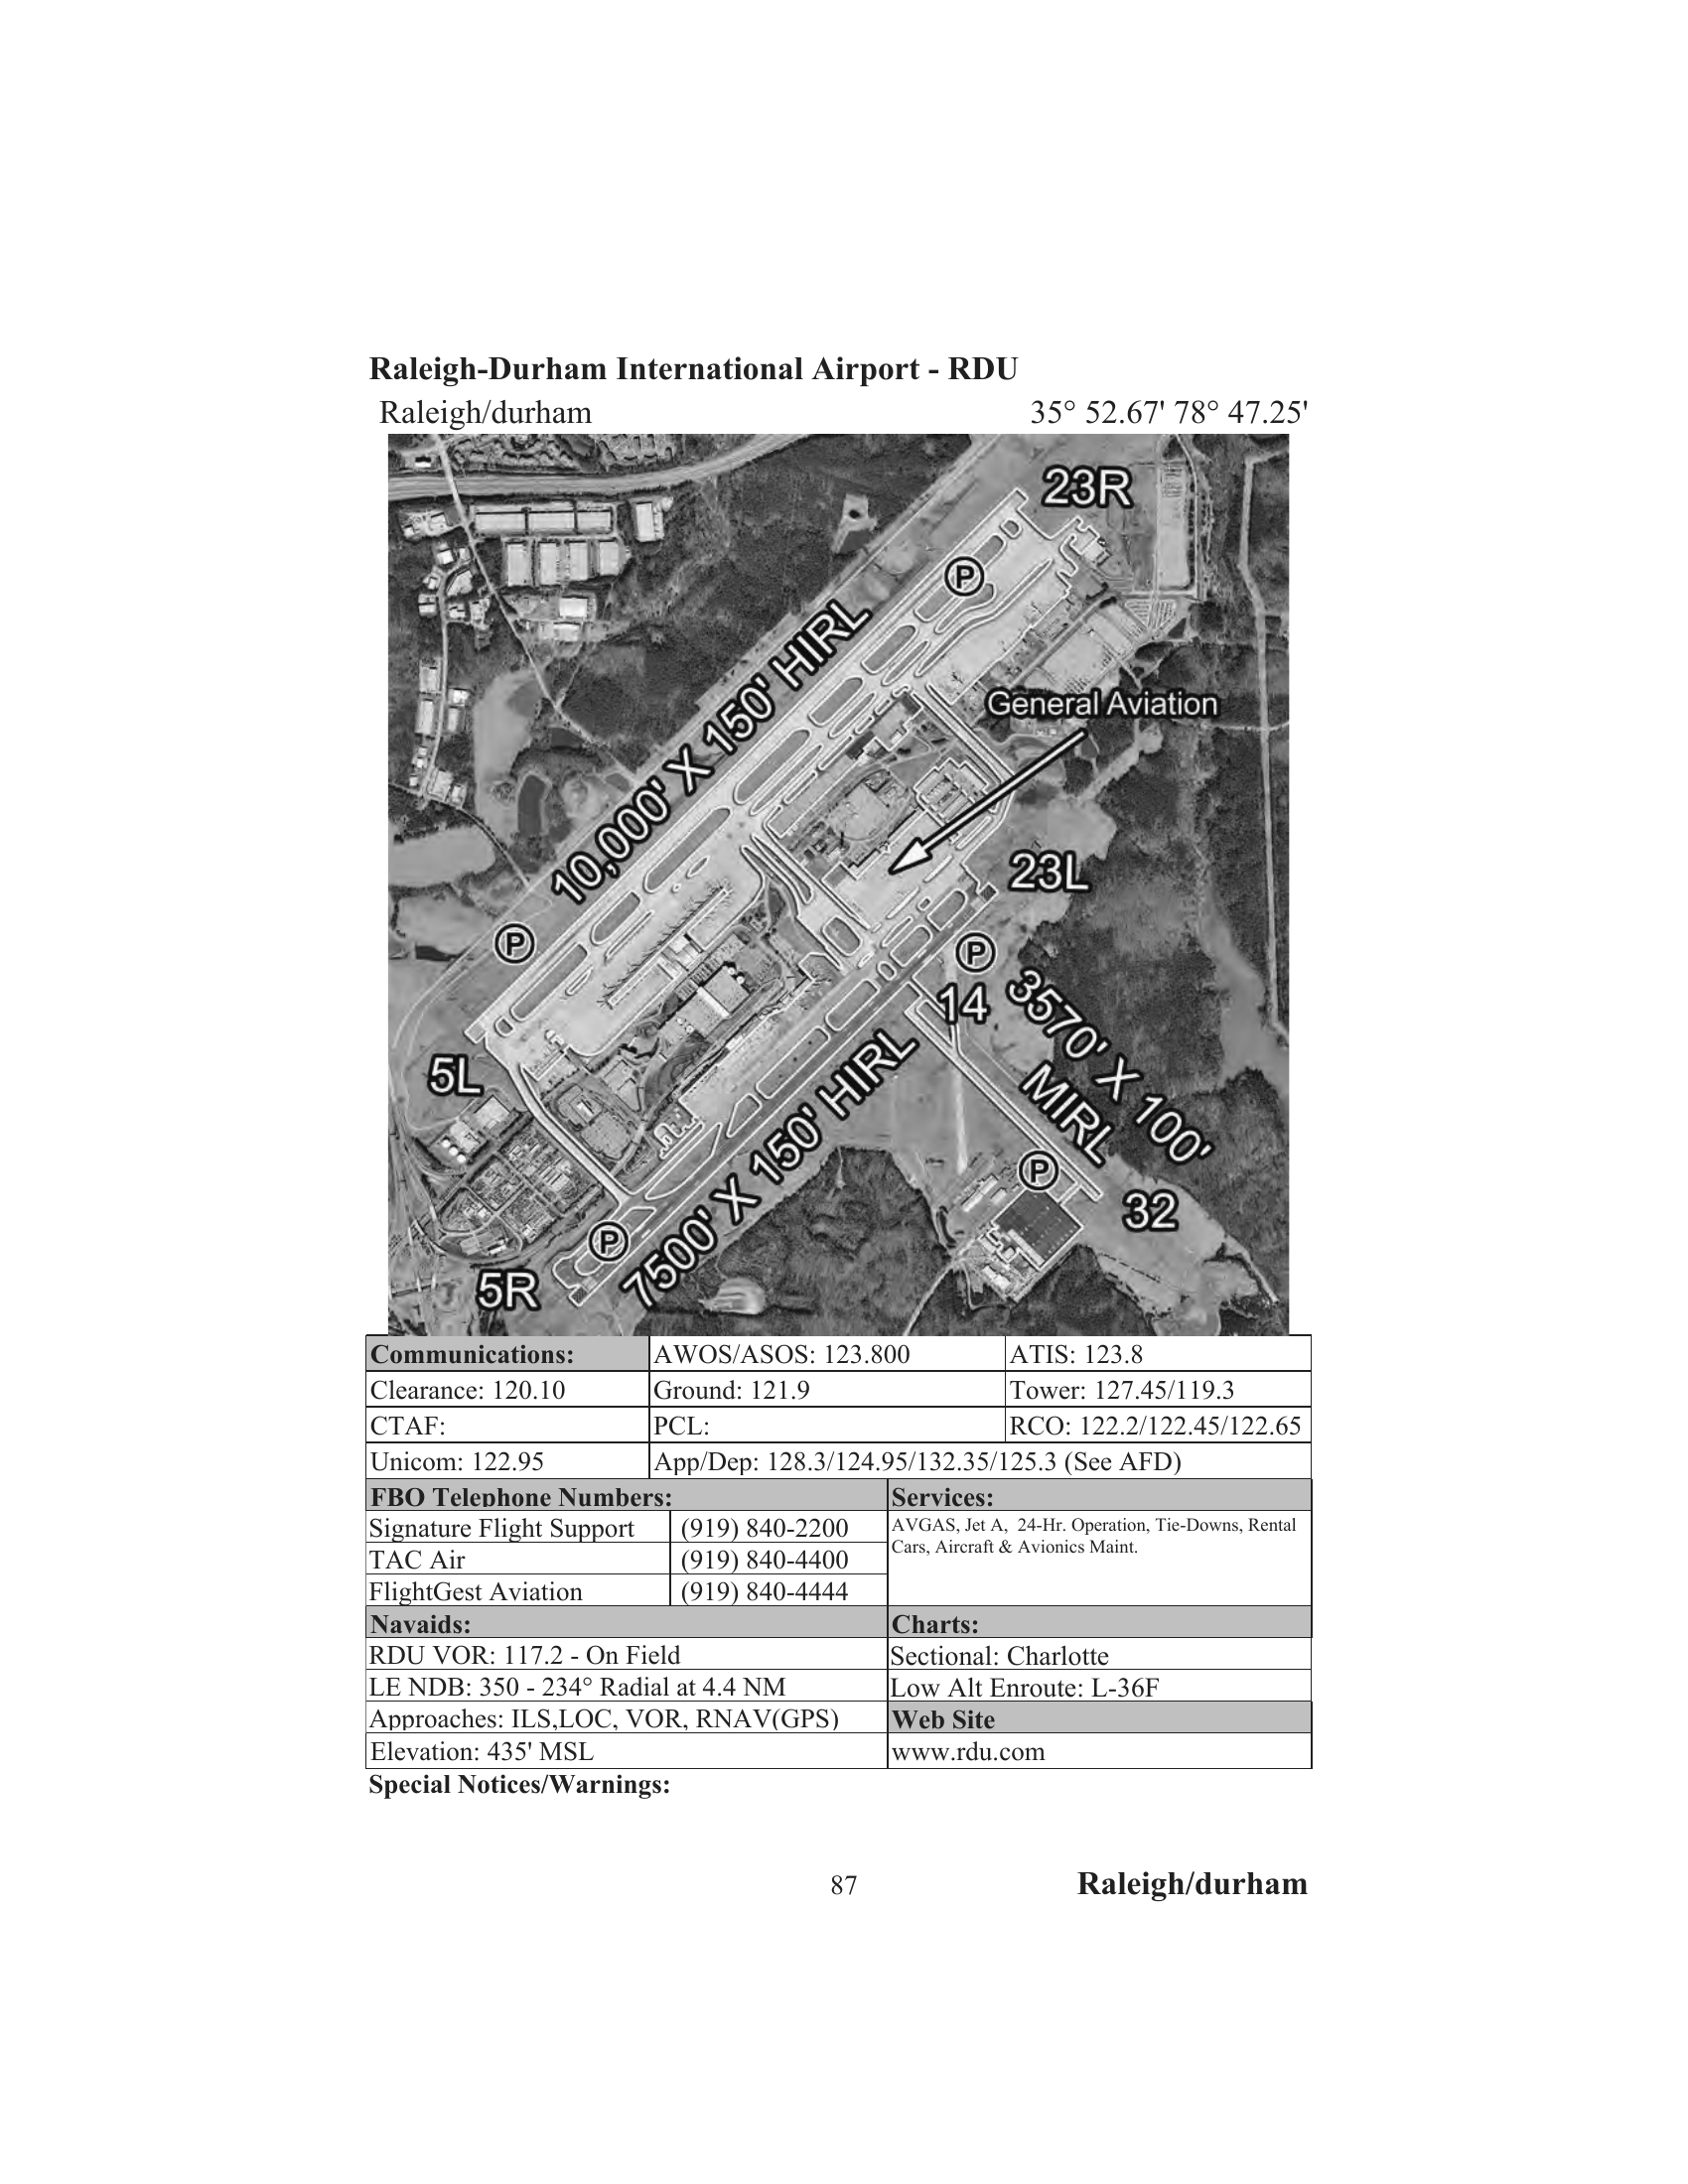 Raleigh-Durham International Airport - RDU
Raleigh/durham 35° 52.67' 78° 47.25'
23R
P
10,000' X 150' HIRL
General Aviation
23L
P
P
14
3570' X 100'
MIRL
5L
7500' X 150' HIRL
P
32
P
5R
Communications: AWOS/ASOS: 123.800 ATIS: 123.8
Clearance: 120.10 Ground: 121.9 Tower: 127.45/119.3
CTAF: PCL: RCO: 122.2/122.45/122.65
Unicom: 122.95 App/Dep: 128.3/124.95/132.35/125.3 (See AFD)
FBO Telephone Numbers: Services:
Signature Flight Support (919) 840-2200 AVGAS, Jet A, 24-Hr. Operation, Tie-Downs, Rental
Cars, Aircraft & Avionics Maint.
TAC Air (919) 840-4400
FlightGest Aviation (919) 840-4444
Navaids: Charts:
RDU VOR: 117.2 - On Field Sectional: Charlotte
LE NDB: 350 - 234° Radial at 4.4 NM Low Alt Enroute: L-36F
Approaches: ILS,LOC, VOR, RNAV(GPS) Web Site
Elevation: 435' MSL www.rdu.com
Special Notices/Warnings:
87 Raleigh/durham